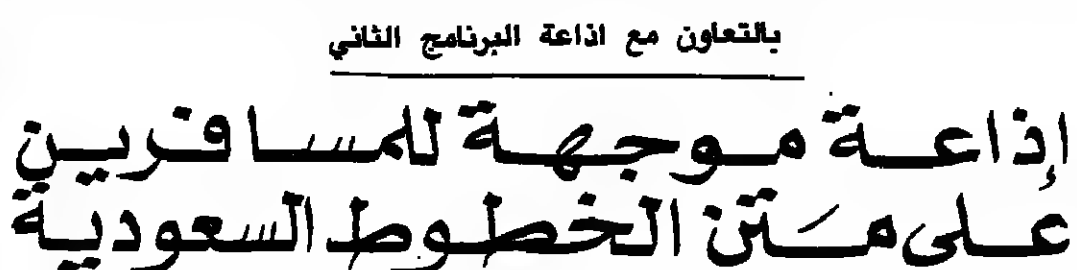 بالتعاون مع اذاعة البرنامج الثاني
إذاعة موجهة للمسافرين
على متن الخطوط السعودية